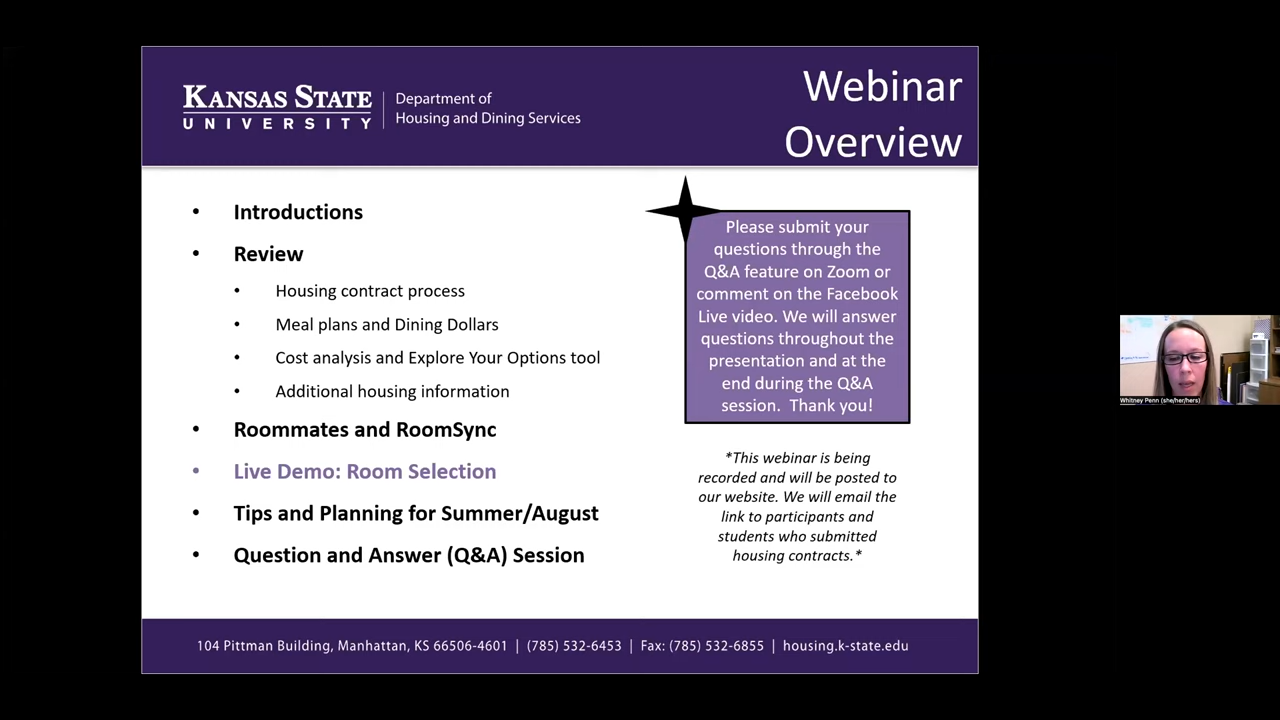 KANSAS STATE
UNIVERSITY
Department of
Housing and Dining Services
Webinar
Overview
• Introductions
• Review
• Housing contract process
• Meal plans and Dining Dollars
• Cost analysis and Explore Your Options tool
• Additional housing information
• Roommates and RoomSync
• Live Demo: Room Selection
• Tips and Planning for Summer/August
• Question and Answer (Q&A) Session
Please submit your
questions through the
Q&A feature on Zoom or
comment on the Facebook
Live video. We will answer
questions throughout the
presentation and at the
end during the Q&A
session. Thank you!
*This webinar is being
recorded and will be posted to
our website. We will email the
link to participants and
students who submitted
housing contracts.*
104 Pittman Building, Manhattan, KS 66506-4601 | (785) 532-6453 | Fax: (785) 532-6855 | housing.k-state.edu
Whitney Penn (she/her/hers)